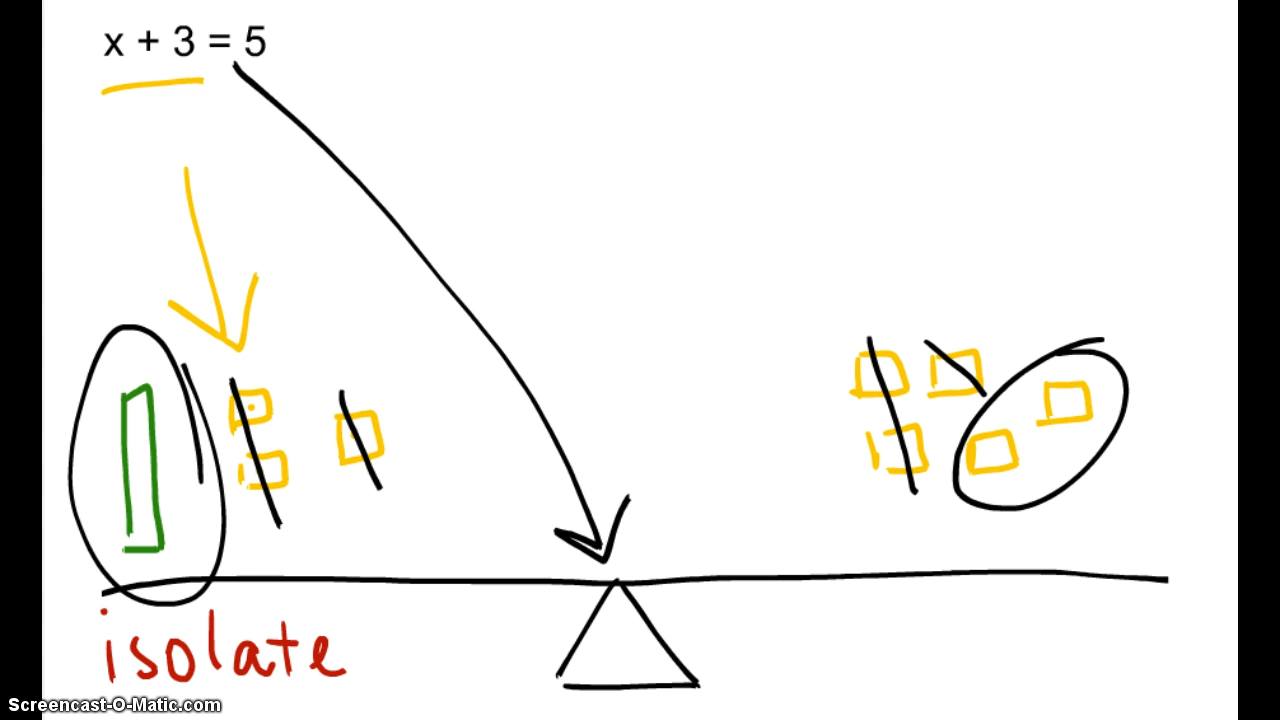 x + 3 = 5
isolate
Screencast-O-Matic.com